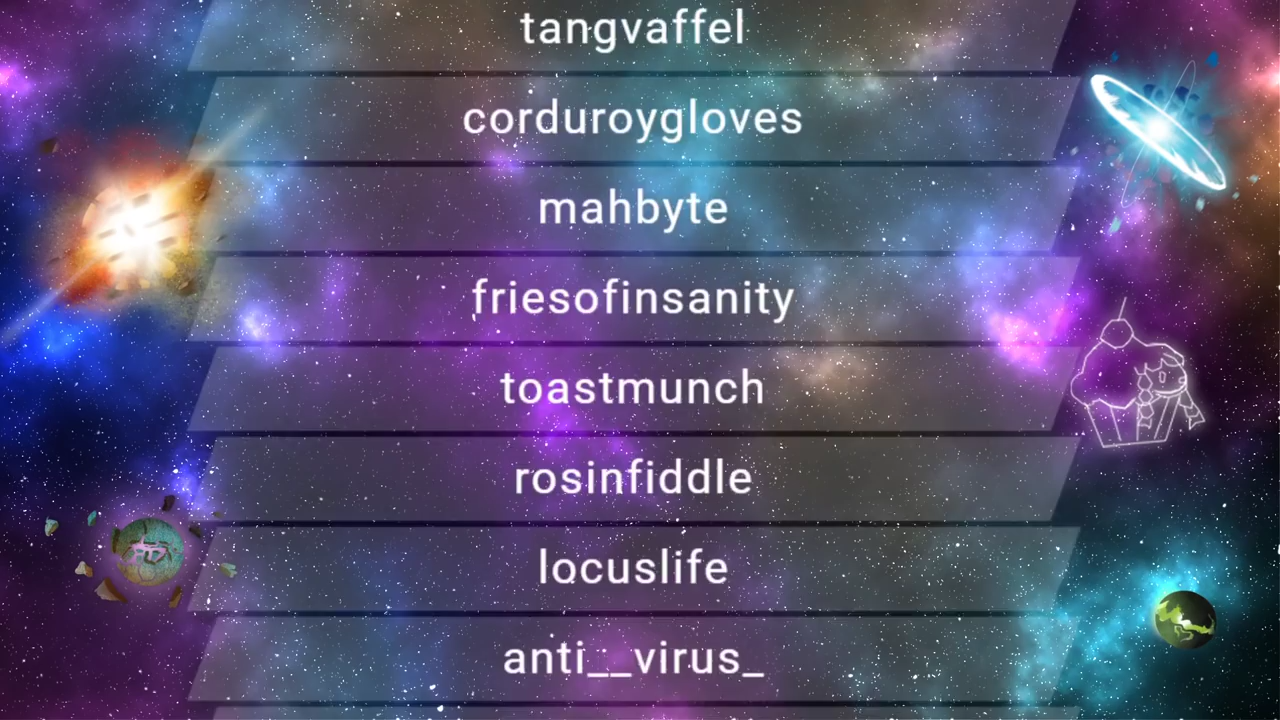 tangvaffel
corduroygloves
mahbyte
friesofinsanity
toastmunch
rosinfiddle
locuslife
anti__virus_